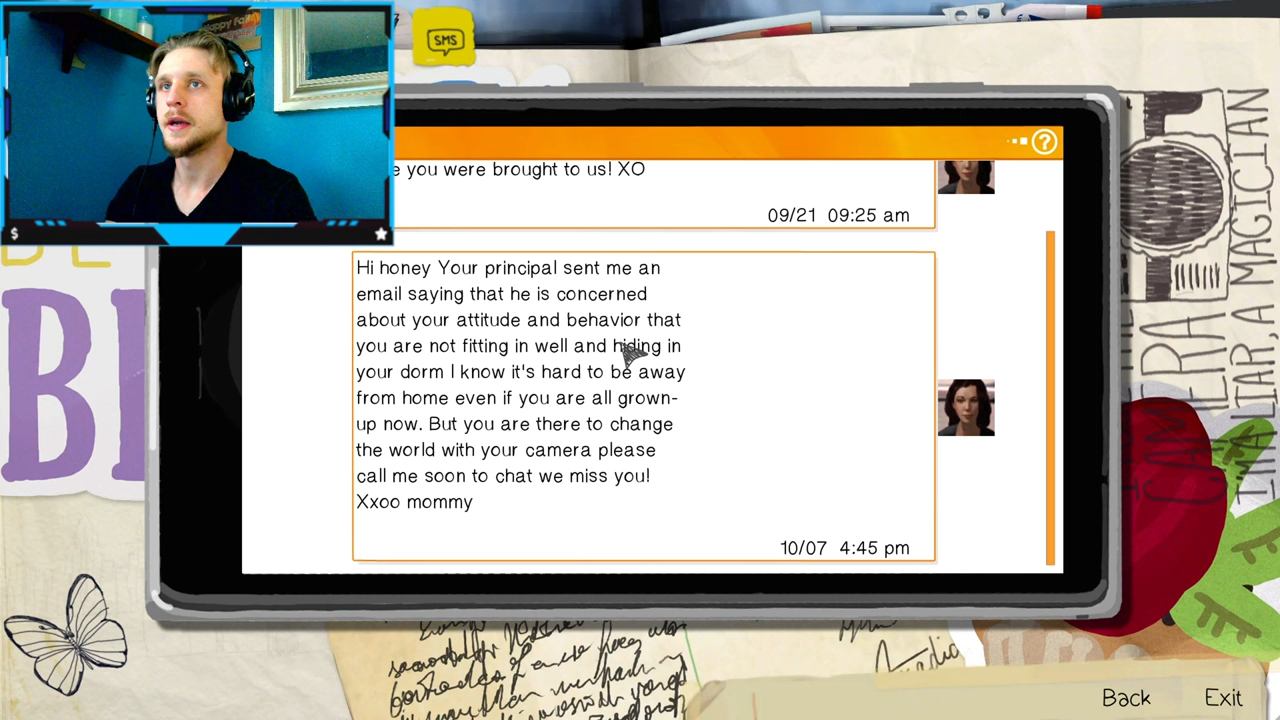 Happy Fall
SMS
e you were brought to us! XO
09/21 09:25 am
Hi honey Your principal sent me an
email saying that he is concerned
about your attitude and behavior that
you are not fitting in well and hiding in
your dorm I know it's hard to be away
from home even if you are all grown-
up now. But you are there to change
the world with your camera please
call me soon to chat we miss you!
Xxoo mommy
10/07 4:45 pm
?
$
I'M A LIAR, A MAGICIAN
Back Exit